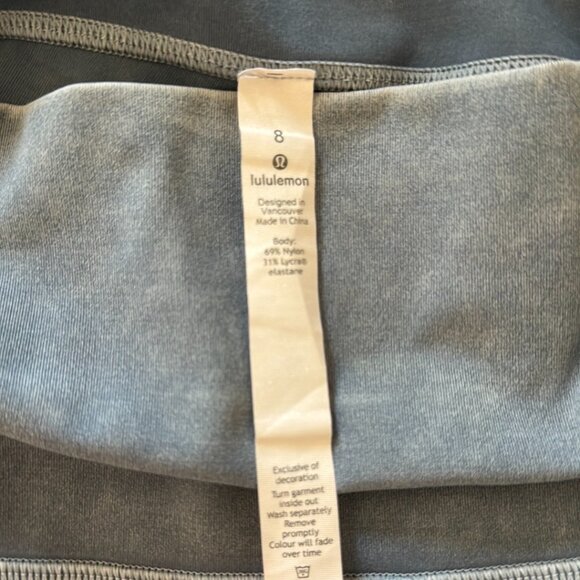 8
lululemon
Designed in
Vancouver
Made in China
Body:
69% Nylon
31% Lycra®
elastane
Exclusive of
decoration
Turn garment
inside out
Wash separately
Remove
promptly
Colour will fade
over time